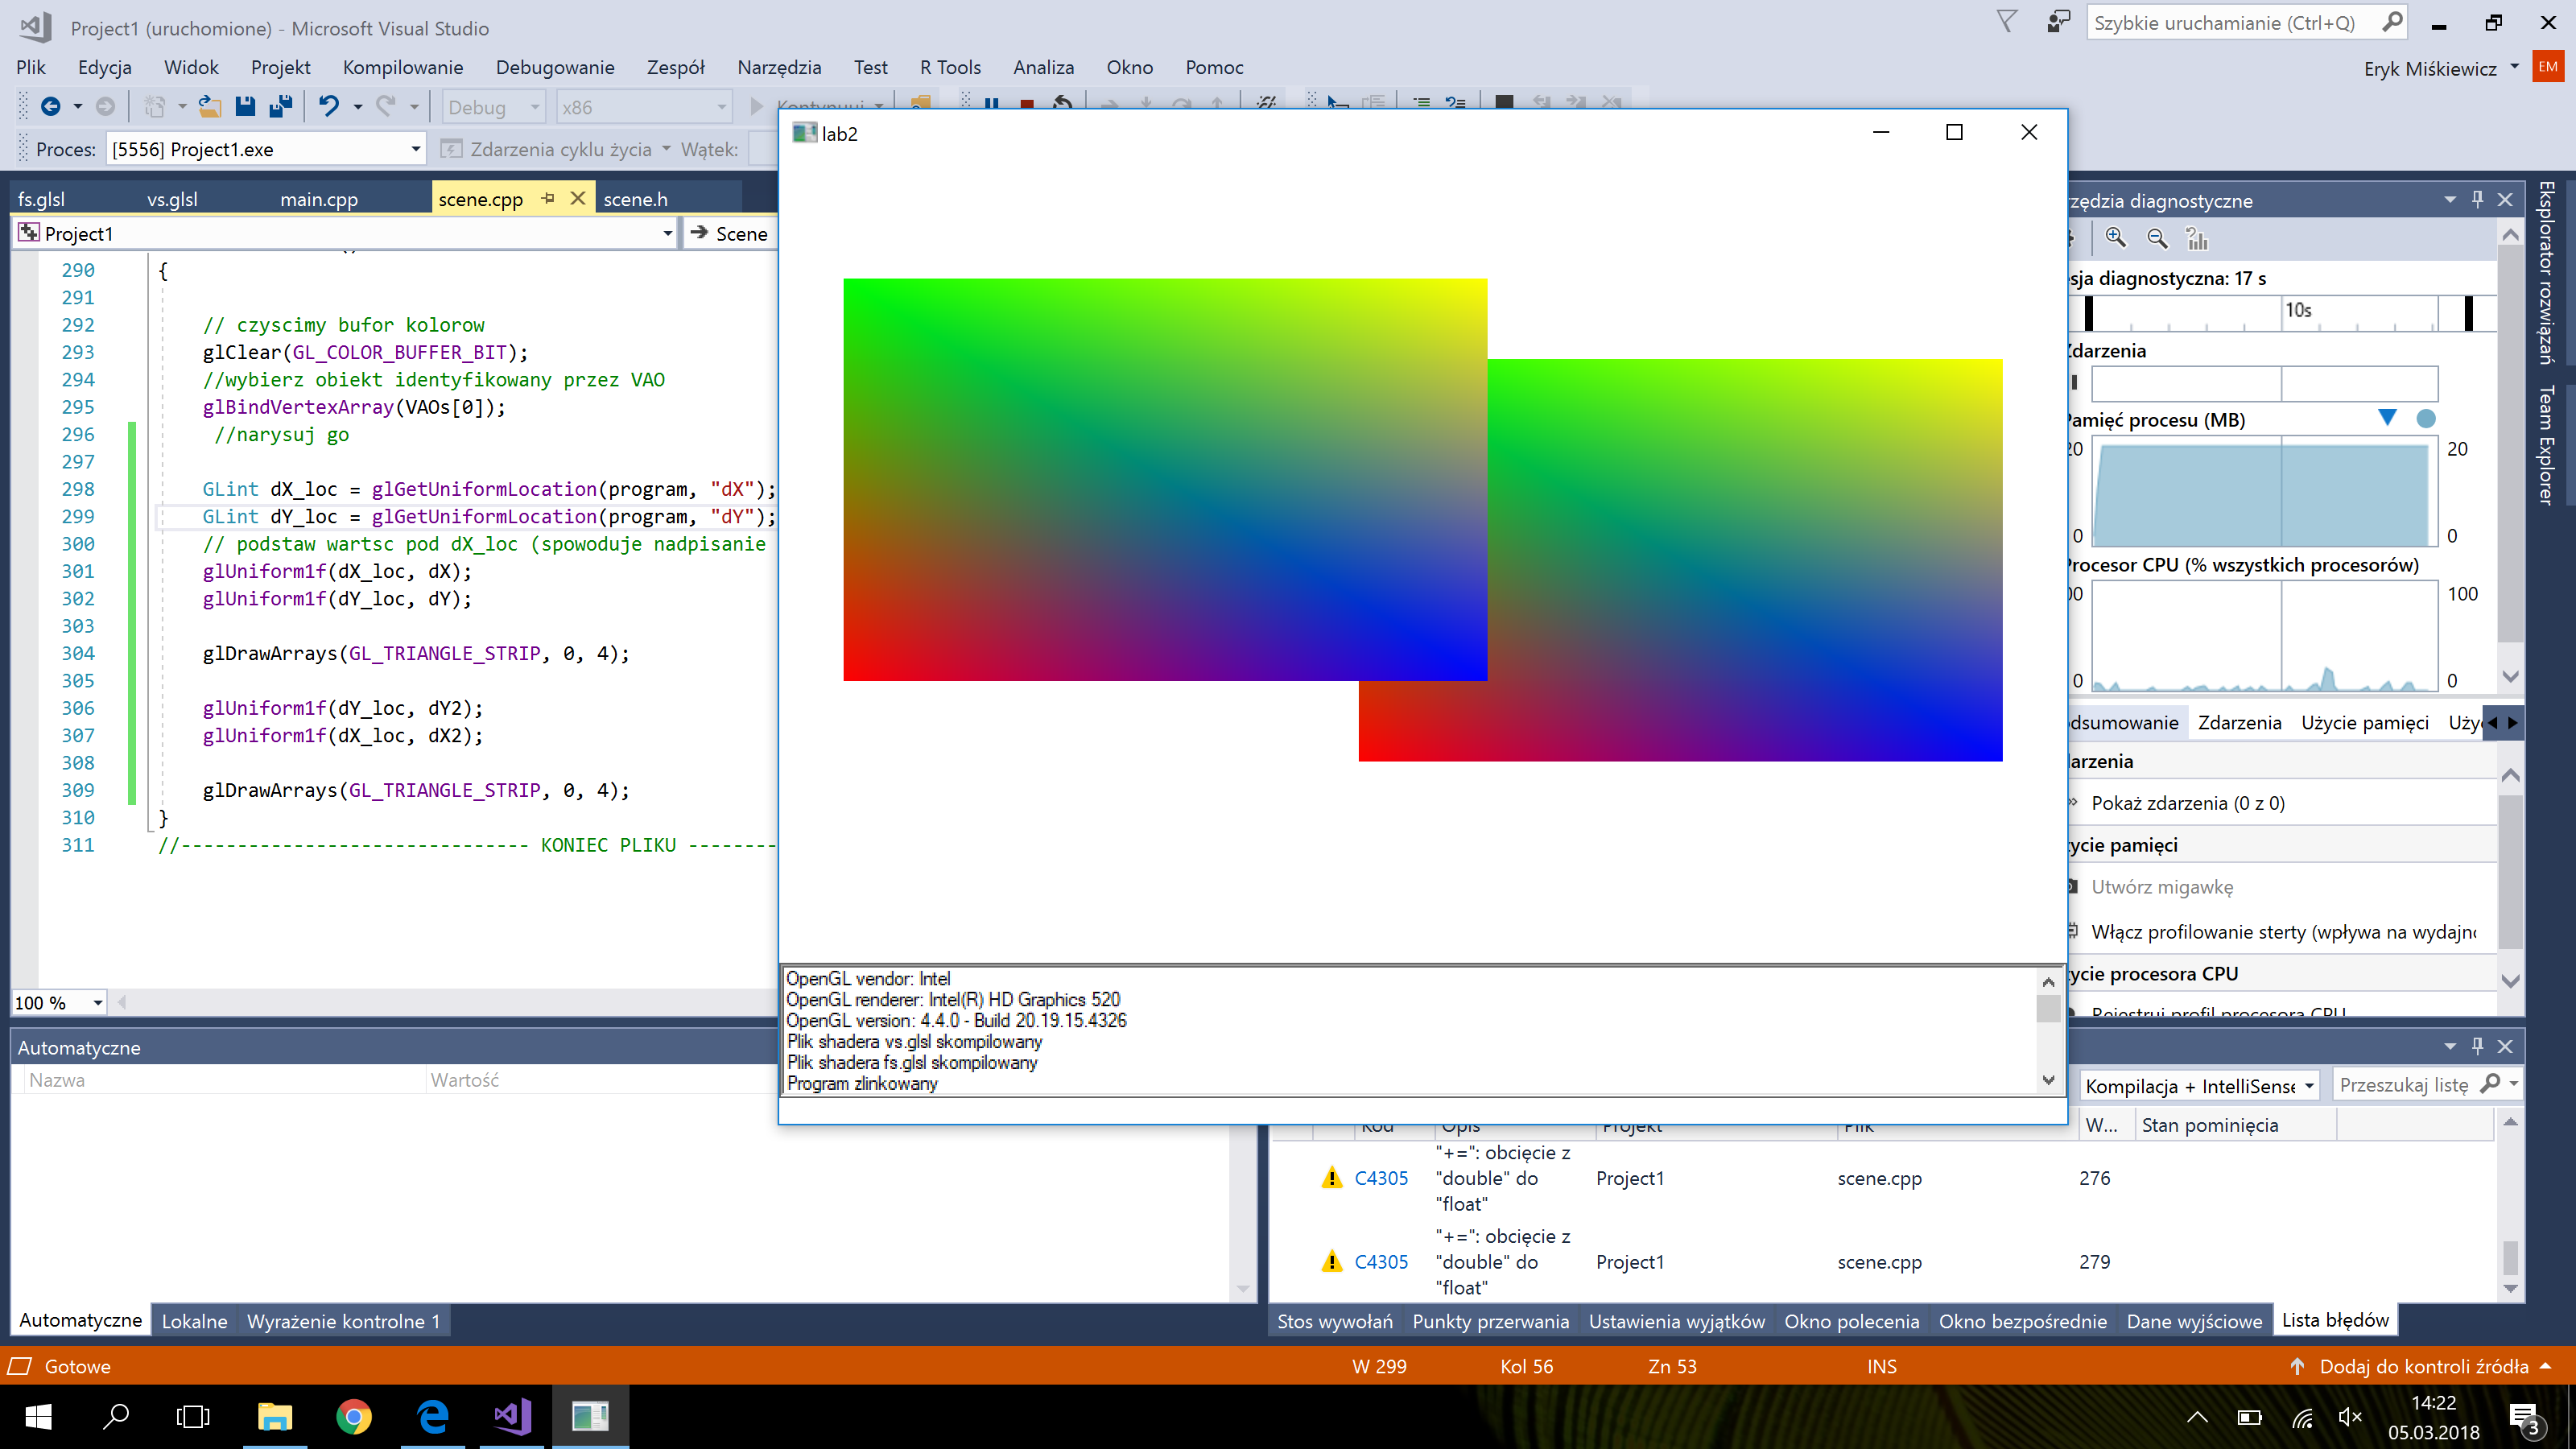 Project1 (uruchomione) - Microsoft Visual Studio
Szybkie uruchamianie (Ctrl+Q)
Plik Edycja Widok Projekt Kompilowanie Debugowanie Zespół Narzędzia Test R Tools Analiza Okno Pomoc
Eryk Miśkiewicz EM
Debug x86 Kontynuuj
Proces: [5556] Project1.exe Zdarzenia cyklu życia Wątek:
fs.glsl vs.glsl main.cpp scene.cpp scene.h
Project1 Scene
290 {
291
292 // czyscimy bufor kolorow
293 glClear(GL_COLOR_BUFFER_BIT);
294 //wybierz obiekt identyfikowany przez VAO
295 glBindVertexArray(VAOs[0]);
296 //narysuj go
297
298 GLint dX_loc = glGetUniformLocation(program, "dX");
299 GLint dY_loc = glGetUniformLocation(program, "dY");
300 // podstaw wartsc pod dX_loc (spowoduje nadpisanie
301 glUniform1f(dX_loc, dX);
302 glUniform1f(dY_loc, dY);
303
304 glDrawArrays(GL_TRIANGLE_STRIP, 0, 4);
305
306 glUniform1f(dY_loc, dY2);
307 glUniform1f(dX_loc, dX2);
308
309 glDrawArrays(GL_TRIANGLE_STRIP, 0, 4);
310 }
311 //------------------------------- KONIEC PLIKU --------
100 %
lab2
OpenGL vendor: Intel
OpenGL renderer: Intel(R) HD Graphics 520
OpenGL version: 4.4.0 - Build 20.19.15.4326
Plik shadera vs.glsl skompilowany
Plik shadera fs.glsl skompilowany
Program zlinkowany
rzędzia diagnostyczne
sja diagnostyczna: 17 s
10s
Zdarzenia
Pamięć procesu (MB)
20 20
0 0
Procesor CPU (% wszystkich procesorów)
00 100
0 0
dsumowanie Zdarzenia Użycie pamięci Użyc
darzenia
Pokaż zdarzenia (0 z 0)
życie pamięci
Utwórz migawkę
Włącz profilowanie sterty (wpływa na wydajno
życie procesora CPU
Rejestruj profil procesora CPU
Eksplorator rozwiązań
Team Explorer
Automatyczne
Nazwa Wartość
Automatyczne Lokalne Wyrażenie kontrolne 1
Kompilacja + IntelliSense Przeszukaj listę
Kod Opis Projekt Plik W... Stan pominięcia
C4305 "+=": obcięcie z "double" do "float" Project1 scene.cpp 276
C4305 "+=": obcięcie z "double" do "float" Project1 scene.cpp 279
Stos wywołań Punkty przerwania Ustawienia wyjątków Okno polecenia Okno bezpośrednie Dane wyjściowe Lista błędów
Gotowe W 299 Kol 56 Zn 53 INS Dodaj do kontroli źródła
14:22
05.03.2018
3